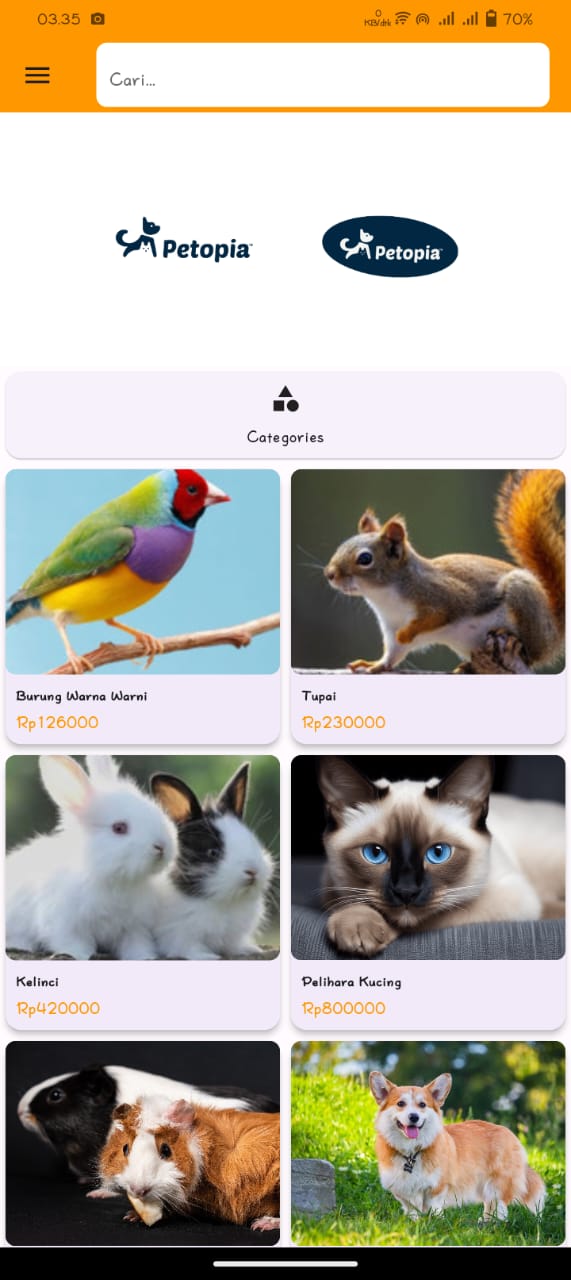 03.35
0
KB/dtk
70%
Cari...
Petopia
Petopia
Categories
Burung Warna Warni
Rp126000
Tupai
Rp230000
Kelinci
Rp420000
Pelihara Kucing
Rp800000